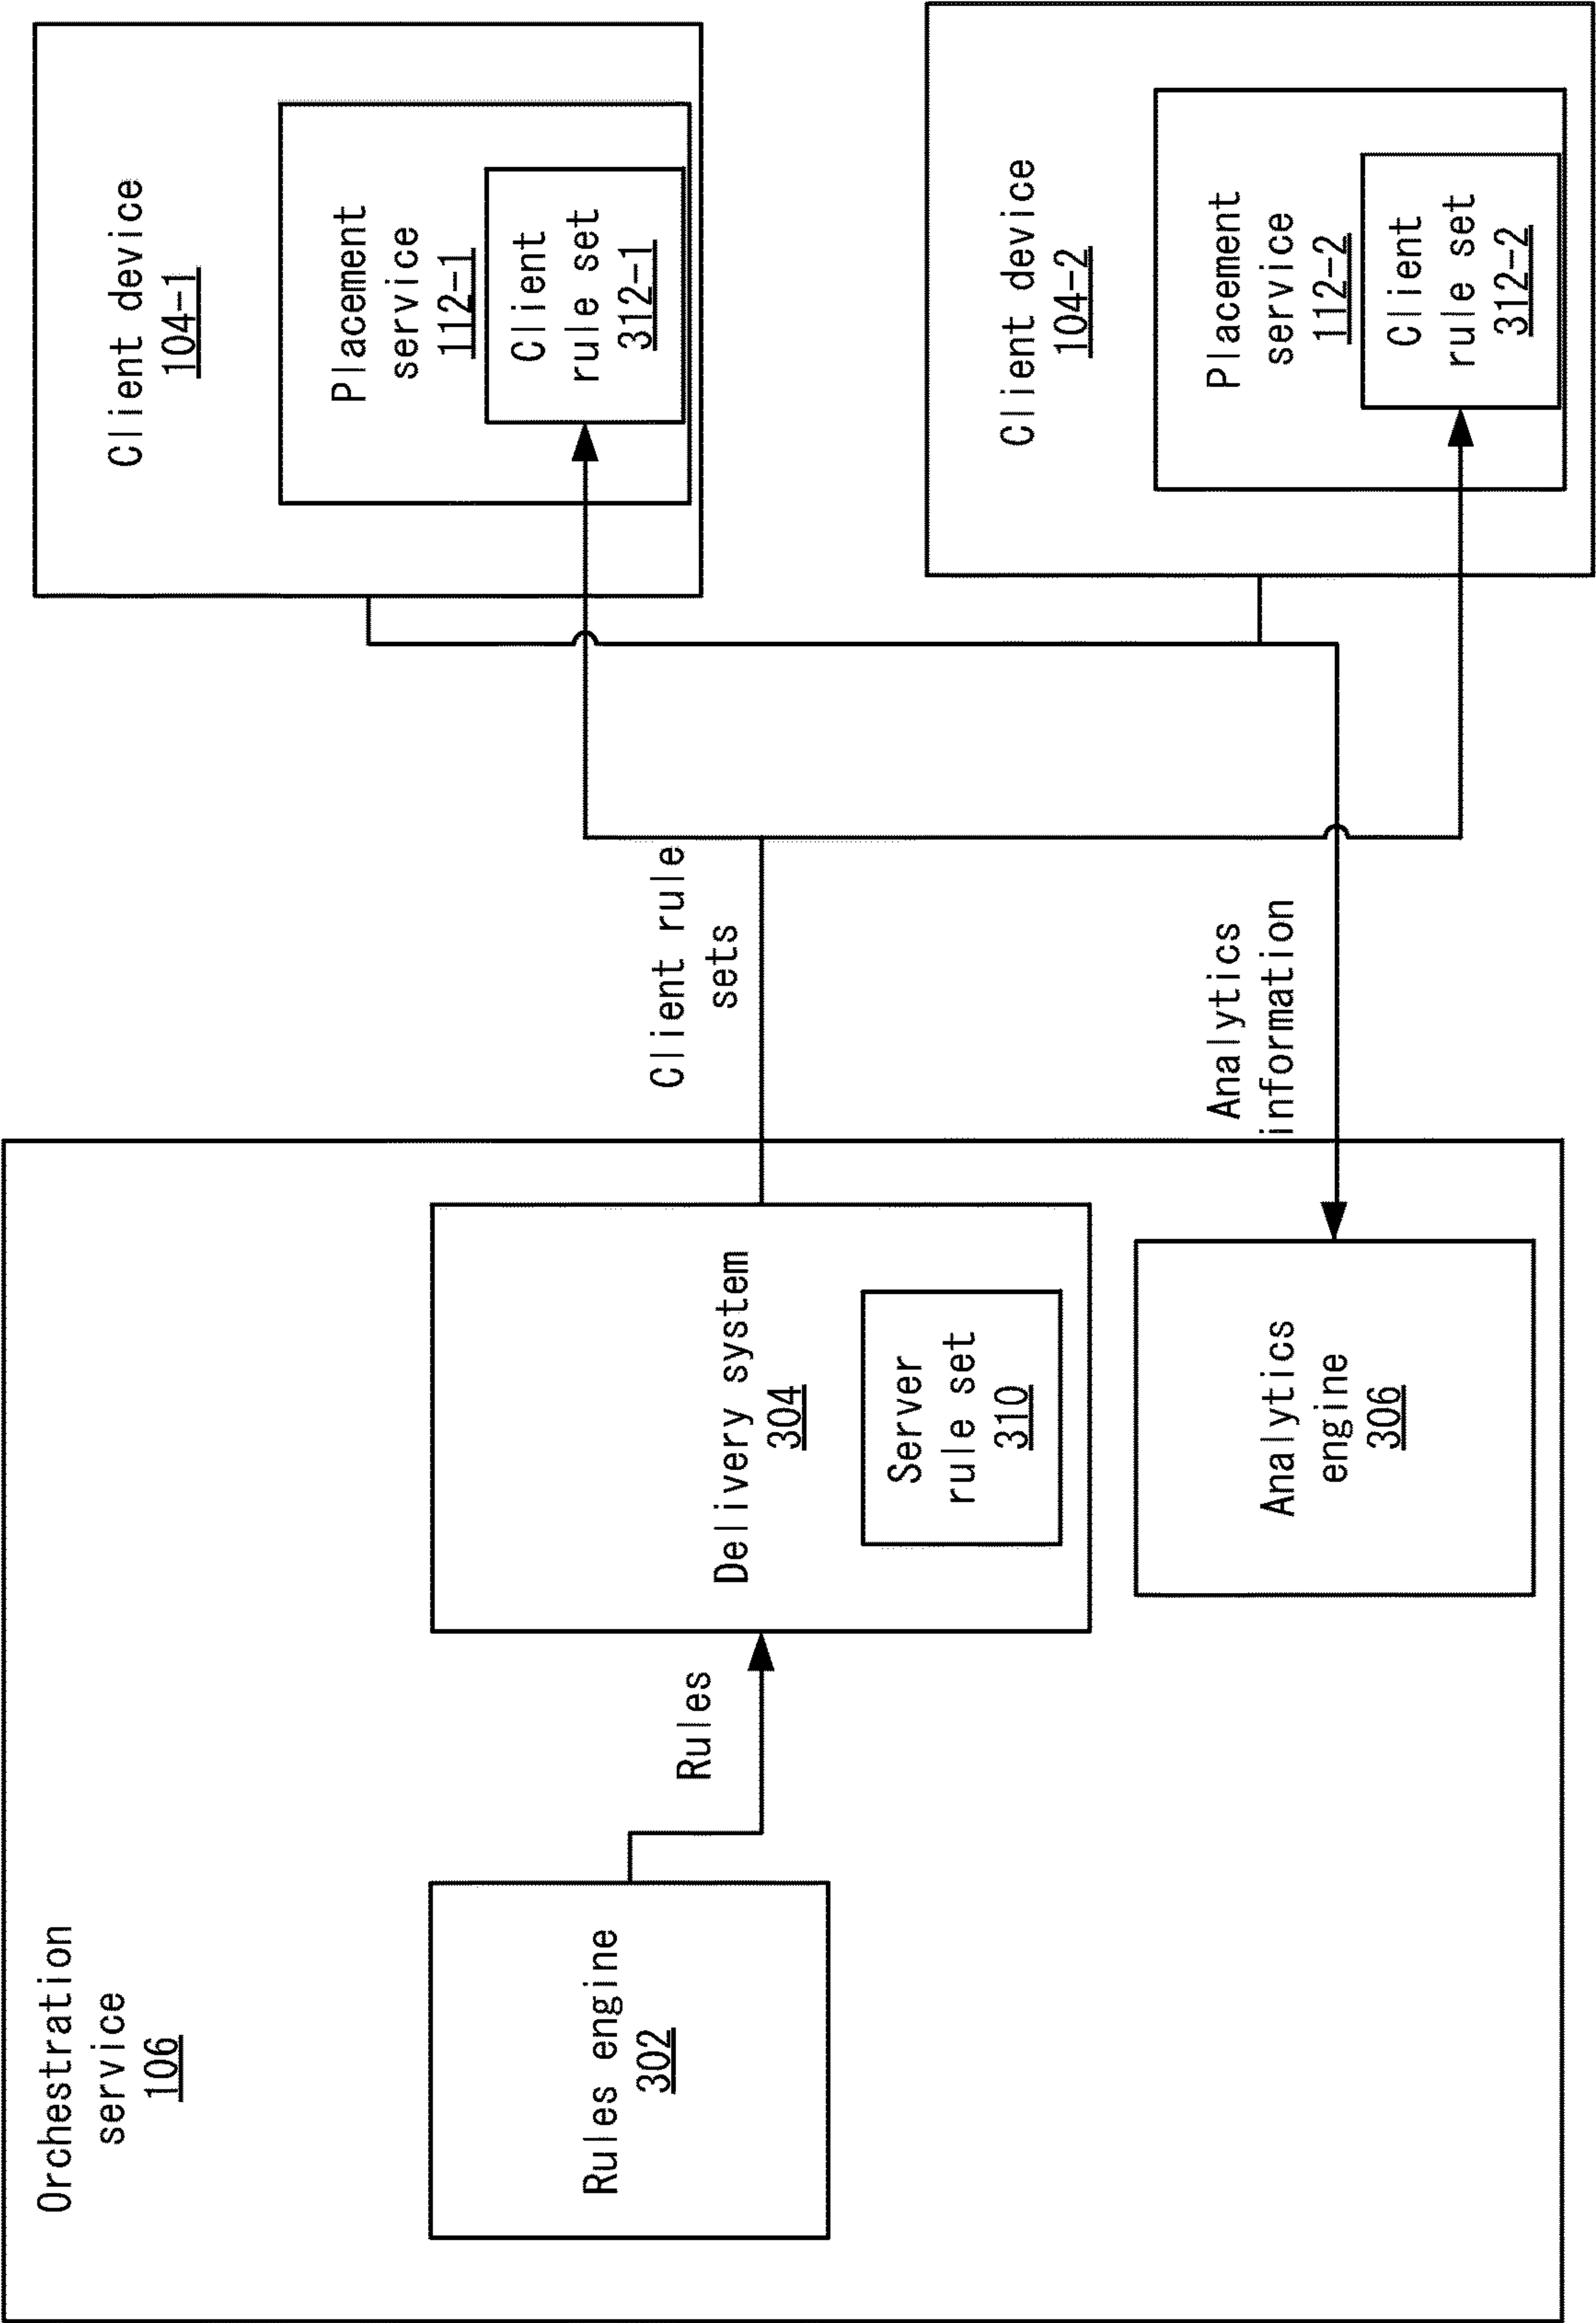 Orchestration
service
106
Rules engine
302
Rules
Delivery system
304
Server
rule set
310
Analytics
engine
306
Client rule
sets
Analytics
information
Client device
104-1
Placement
service
112-1
Client
rule set
312-1
Client device
104-2
Placement
service
112-2
Client
rule set
312-2